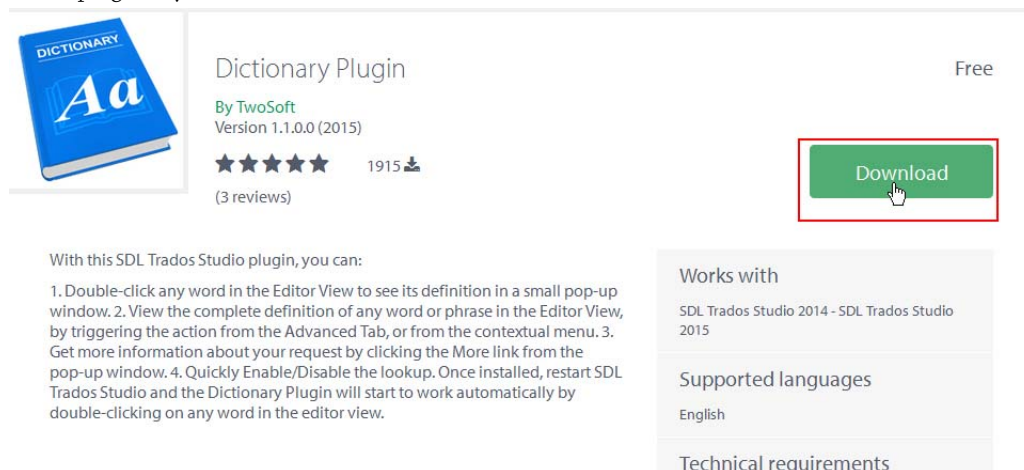 DICTIONARY
Aa
Dictionary Plugin
Free
By TwoSoft
Version 1.1.0.0 (2015)
1915
(3 reviews)
Download
With this SDL Trados Studio plugin, you can:
1. Double-click any word in the Editor View to see its definition in a small pop-up
window. 2. View the complete definition of any word or phrase in the Editor View,
by triggering the action from the Advanced Tab, or from the contextual menu. 3.
Get more information about your request by clicking the More link from the
pop-up window. 4. Quickly Enable/Disable the lookup. Once installed, restart SDL
Trados Studio and the Dictionary Plugin will start to work automatically by
double-clicking on any word in the editor view.
Works with
SDL Trados Studio 2014 - SDL Trados Studio
2015
Supported languages
English
Technical requirements